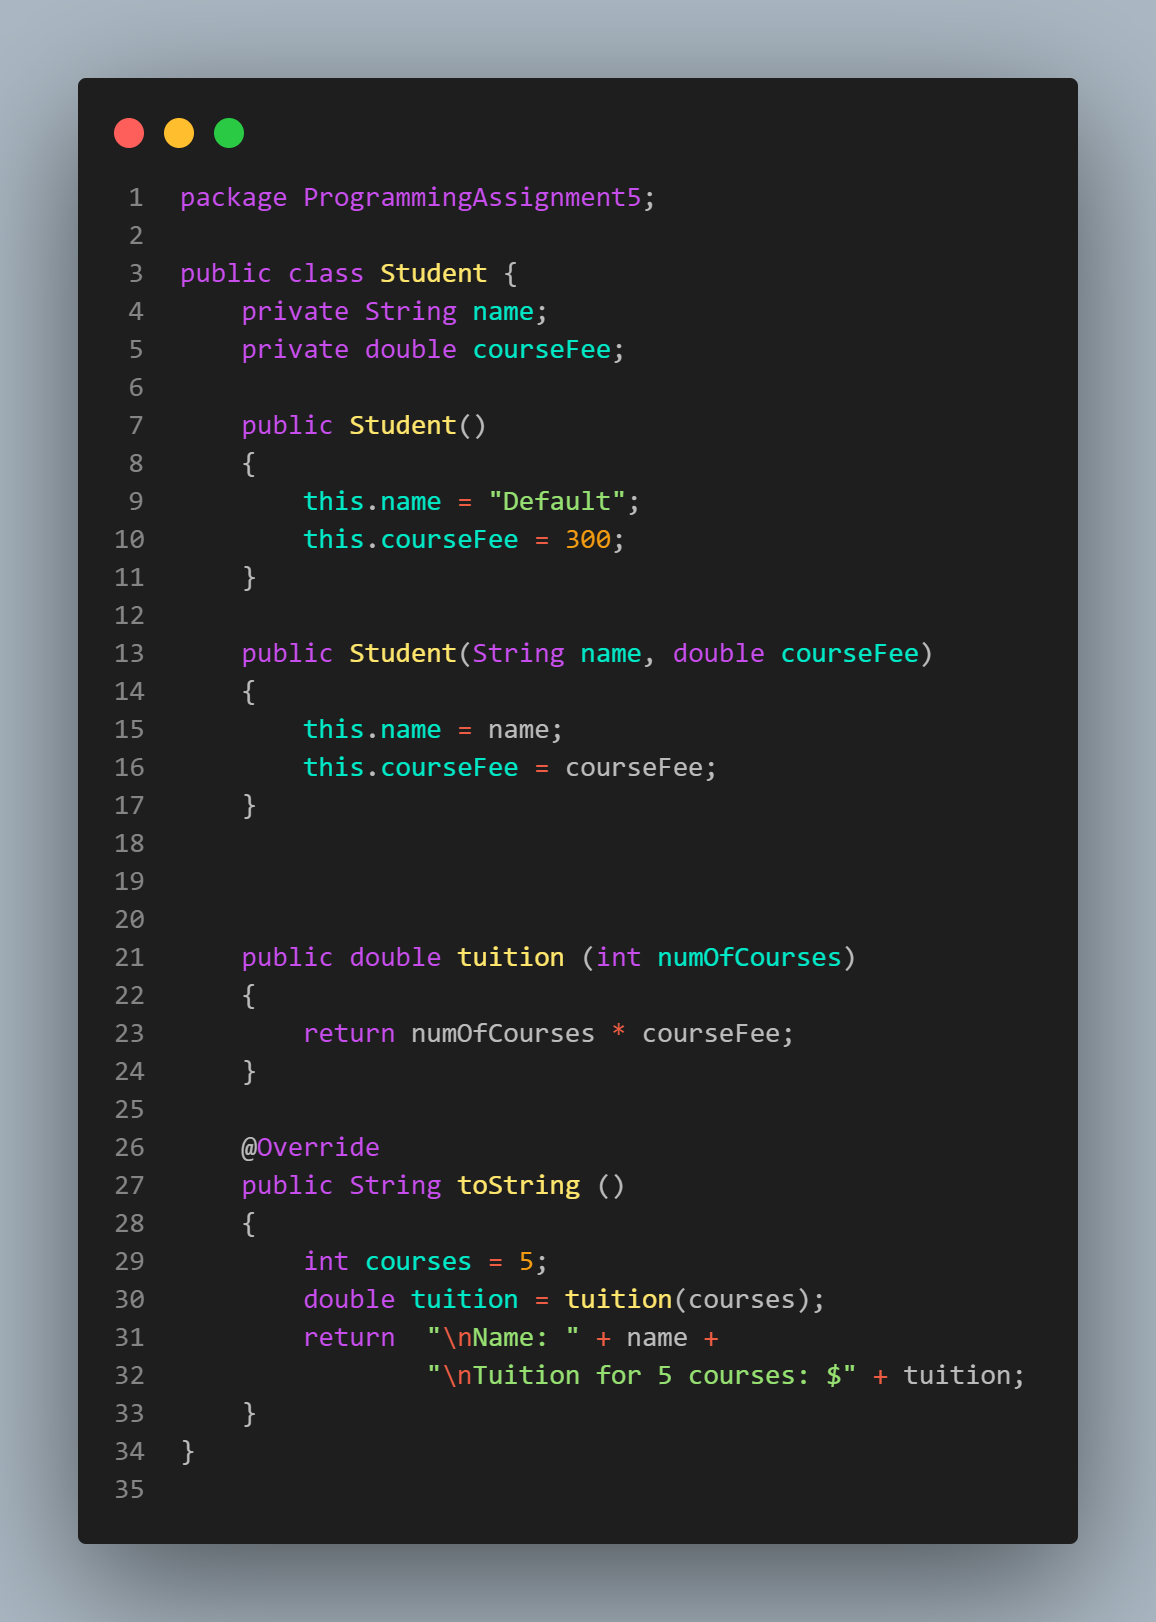 1 package ProgrammingAssignment5;
2
3 public class Student {
4     private String name;
5     private double courseFee;
6
7     public Student()
8     {
9         this.name = "Default";
10         this.courseFee = 300;
11     }
12
13     public Student(String name, double courseFee)
14     {
15         this.name = name;
16         this.courseFee = courseFee;
17     }
18
19
20
21     public double tuition (int numOfCourses)
22     {
23         return numOfCourses * courseFee;
24     }
25
26     @Override
27     public String toString ()
28     {
29         int courses = 5;
30         double tuition = tuition(courses);
31         return  "\nName: " + name +
32                 "\nTuition for 5 courses: $" + tuition;
33     }
34 }
35